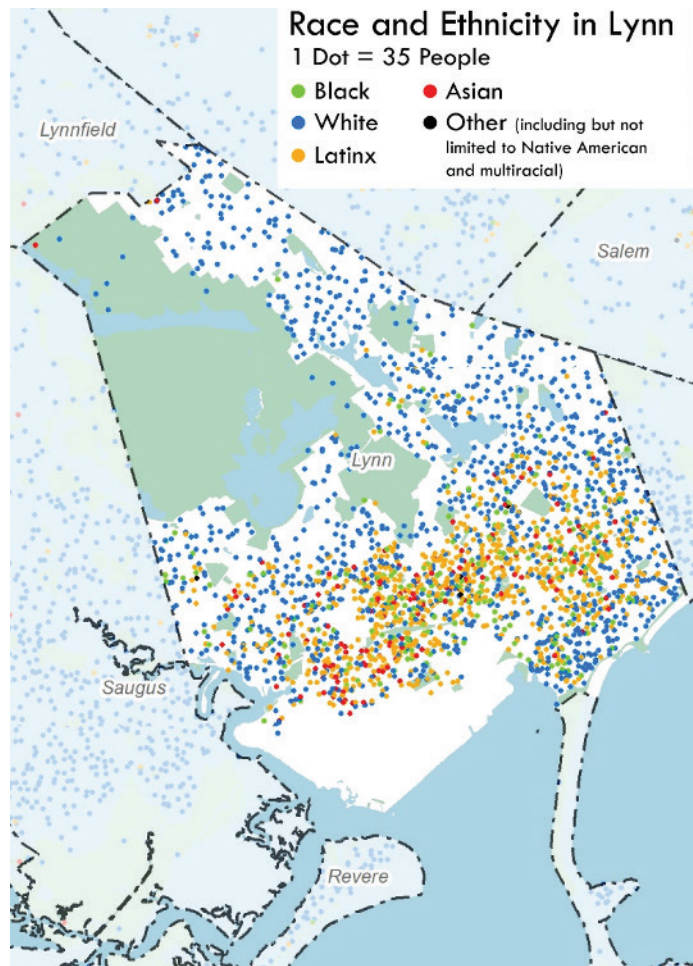 Race and Ethnicity in Lynn
1 Dot = 35 People
Black
White
Latinx
Asian
Other (including but not
limited to Native American
and multiracial)
Lynnfield
Salem
Lynn
Saugus
Revere